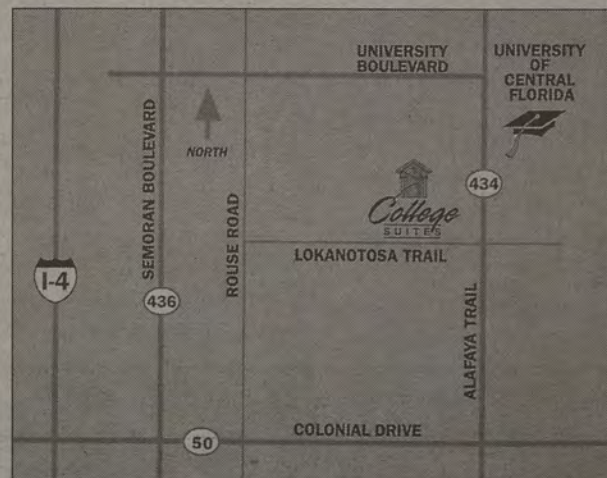 UNIVERSITY
BOULEVARD
UNIVERSITY
OF
CENTRAL
FLORIDA
SEMORAN BOULEVARD
NORTH
ROUSE ROAD
434
College
SUITES
LOKANOTOSA TRAIL
I-4
436
ALAFAYA TRAIL
COLONIAL DRIVE
50